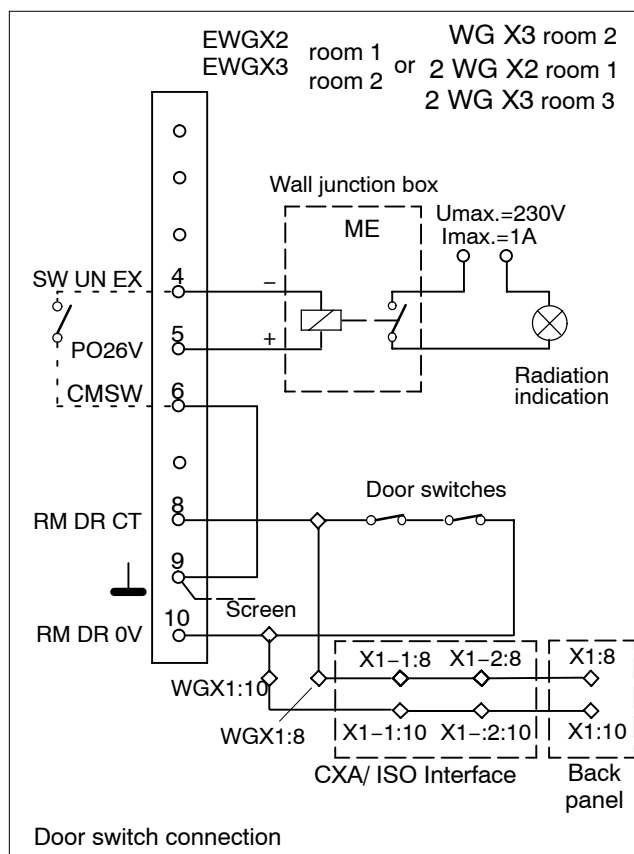 EWGX2 room 1 or WG X3 room 2
EWGX3 room 2 2 WG X2 room 1
2 WG X3 room 3
Wall junction box
ME
Umax.=230V
Imax.=1A
SW UN EX 4 −
PO26V 5 +
CMSW 6
Radiation
indication
Door switches
RM DR CT 8
9
Screen
RM DR 0V 10
WGX1:10
WGX1:8
X1−1:8 X1−2:8 X1:8
X1−1:10 X1−:2:10 X1:10
CXA/ ISO Interface
Back
panel
Door switch connection